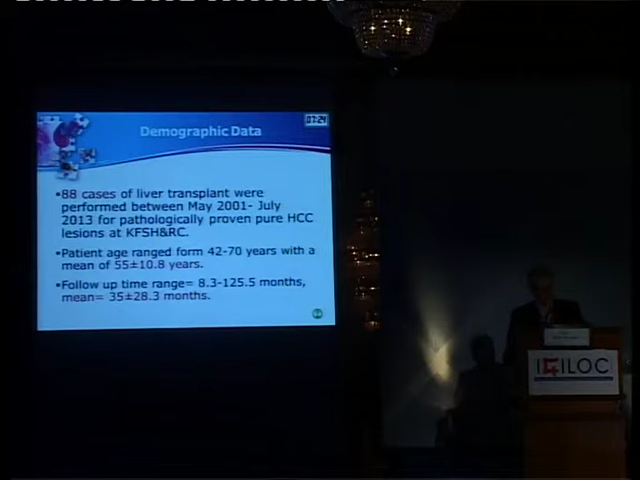 07:24
Demographic Data
•88 cases of liver transplant were
performed between May 2001- July
2013 for pathologically proven pure HCC
lesions at KFSH&RC.
•Patient age ranged form 42-70 years with a
mean of 55±10.8 years.
•Follow up time range= 8.3-125.5 months,
mean= 35±28.3 months.
ILOC